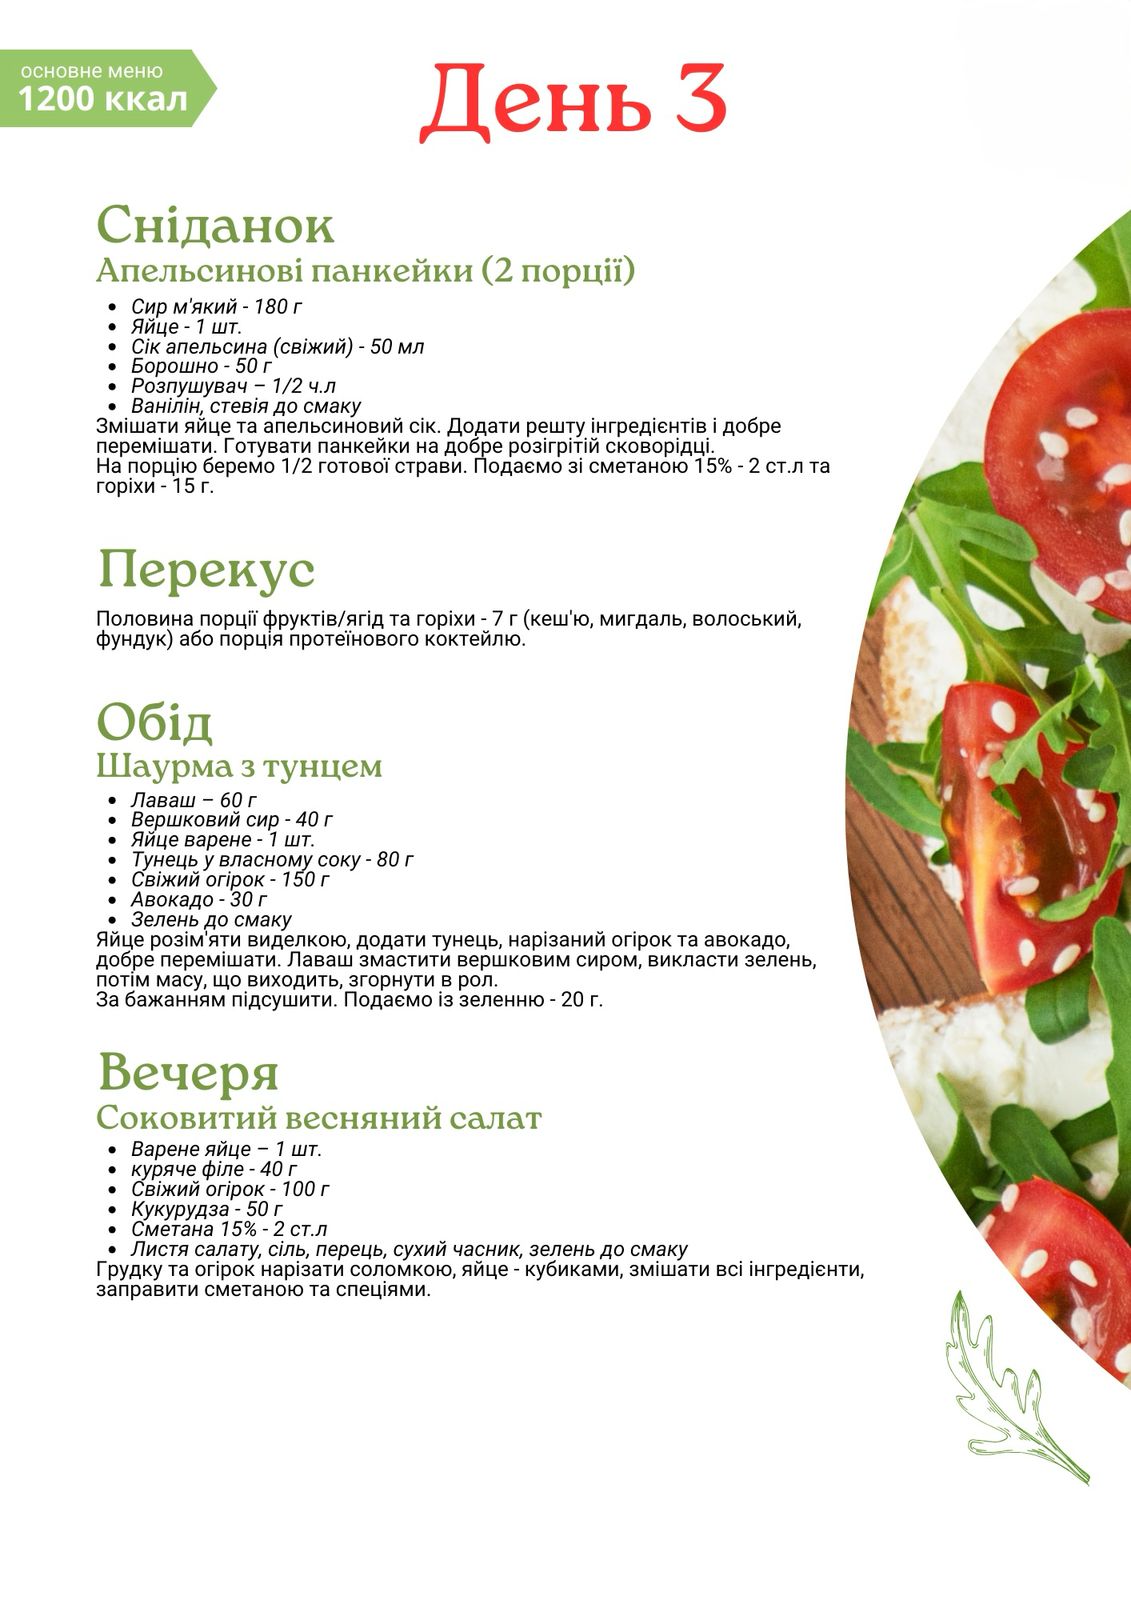 основне меню
1200 ккал
День 3
Сніданок
Апельсинові панкейки (2 порції)
• Сир м'який - 180 г
• Яйце - 1 шт.
• Сік апельсина (свіжий) - 50 мл
• Борошно - 50 г
• Розпушувач – 1/2 ч.л
• Ванілін, стевія до смаку
Змішати яйце та апельсиновий сік. Додати решту інгредієнтів і добре
перемішати. Готувати панкейки на добре розігрітій сковорідці.
На порцію беремо 1/2 готової страви. Подаємо зі сметаною 15% - 2 ст.л та
горіхи - 15 г.
Перекус
Половина порції фруктів/ягід та горіхи - 7 г (кеш'ю, мигдаль, волоський,
фундук) або порція протеїнового коктейлю.
Обід
Шаурма з тунцем
• Лаваш – 60 г
• Вершковий сир - 40 г
• Яйце варене - 1 шт.
• Тунець у власному соку - 80 г
• Свіжий огірок - 150 г
• Авокадо - 30 г
• Зелень до смаку
Яйце розім'яти виделкою, додати тунець, нарізаний огірок та авокадо,
добре перемішати. Лаваш змастити вершковим сиром, викласти зелень,
потім масу, що виходить, згорнути в рол.
За бажанням підсушити. Подаємо із зеленню - 20 г.
Вечеря
Соковитий весняний салат
• Варене яйце – 1 шт.
• куряче філе - 40 г
• Свіжий огірок - 100 г
• Кукурудза - 50 г
• Сметана 15% - 2 ст.л
• Листя салату, сіль, перець, сухий часник, зелень до смаку
Грудку та огірок нарізати соломкою, яйце - кубиками, змішати всі інгредієнти,
заправити сметаною та спеціями.